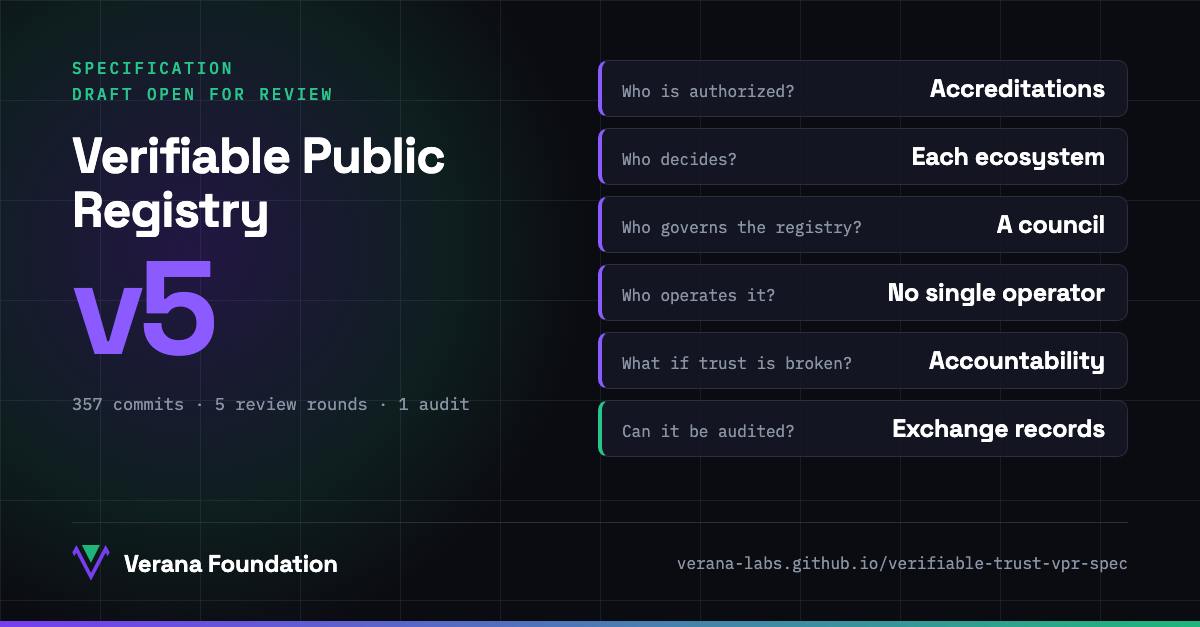 SPECIFICATION
DRAFT OPEN FOR REVIEW
Verifiable Public
Registry
v5
357 commits · 5 review rounds · 1 audit
Who is authorized? Accreditations
Who decides? Each ecosystem
Who governs the registry? A council
Who operates it? No single operator
What if trust is broken? Accountability
Can it be audited? Exchange records
Verana Foundation
verana-labs.github.io/verifiable-trust-vpr-spec